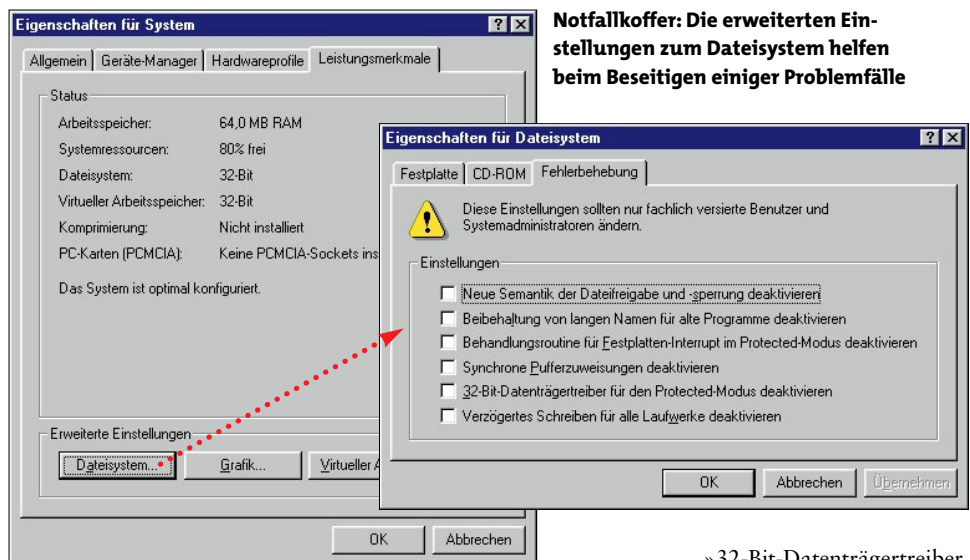 Eigenschaften für System
Allgemein Geräte-Manager Hardwareprofile Leistungsmerkmale
Status
Arbeitsspeicher: 64,0 MB RAM
Systemressourcen: 80% frei
Dateisystem: 32-Bit
Virtueller Arbeitsspeicher: 32-Bit
Komprimierung: Nicht installiert
PC-Karten (PCMCIA): Keine PCMCIA-Sockets ins
Das System ist optimal konfiguriert.
Erweiterte Einstellungen
Dateisystem... Grafik... Virtueller A
OK Abbrechen
Notfallkoffer: Die erweiterten Ein-
stellungen zum Dateisystem helfen
beim Beseitigen einiger Problemfälle
Eigenschaften für Dateisystem
Festplatte CD-ROM Fehlerbehebung
Diese Einstellungen sollten nur fachlich versierte Benutzer und
Systemadministratoren ändern.
Einstellungen
Neue Semantik der Dateifreigabe und -sperrung deaktivieren
Beibehaltung von langen Namen für alte Programme deaktivieren
Behandlungsroutine für Festplatten-Interrupt im Protected-Modus deaktivieren
Synchrone Pufferzuweisungen deaktivieren
32-Bit-Datenträgertreiber für den Protected-Modus deaktivieren
Verzögertes Schreiben für alle Laufwerke deaktivieren
OK Abbrechen Übernehmen
»32-Bit-Datenträgertreiber